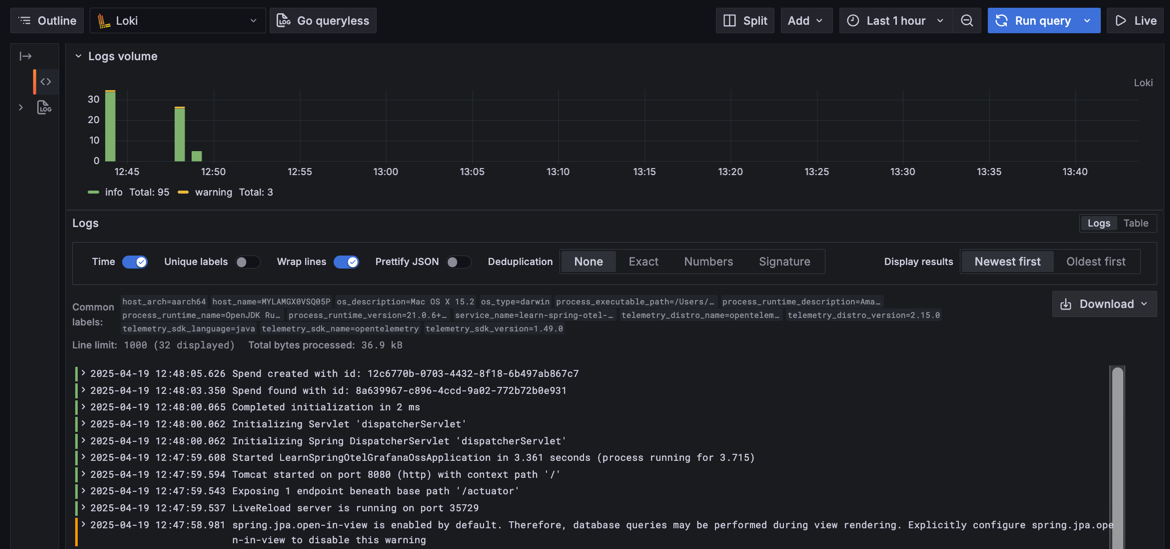 Outline Loki Go queryless Split Add Last 1 hour Run query Live
Logs volume
Loki
30
20
10
0
12:45 12:50 12:55 13:00 13:05 13:10 13:15 13:20 13:25 13:30 13:35 13:40
info Total: 95 warning Total: 3
Logs Logs Table
Time Unique labels Wrap lines Prettify JSON Deduplication None Exact Numbers Signature Display results Newest first Oldest first
Common labels:
host_arch=aarch64 host_name=MYLAMGX0VSQ05P os_description=Mac OS X 15.2 os_type=darwin process_executable_path=/Users/… process_runtime_description=Ama…
process_runtime_name=OpenJDK Ru… process_runtime_version=21.0.6+… service_name=learn-spring-otel-… telemetry_distro_name=opentelem… telemetry_distro_version=2.15.0
telemetry_sdk_language=java telemetry_sdk_name=opentelemetry telemetry_sdk_version=1.49.0
Download
Line limit: 1000 (32 displayed) Total bytes processed: 36.9 kB
2025-04-19 12:48:05.626 Spend created with id: 12c6770b-0703-4432-8f18-6b497ab867c7
2025-04-19 12:48:03.350 Spend found with id: 8a639967-c896-4ccd-9a02-772b72b0e931
2025-04-19 12:48:00.065 Completed initialization in 2 ms
2025-04-19 12:48:00.062 Initializing Servlet 'dispatcherServlet'
2025-04-19 12:48:00.062 Initializing Spring DispatcherServlet 'dispatcherServlet'
2025-04-19 12:47:59.608 Started LearnSpringOtelGrafanaOssApplication in 3.361 seconds (process running for 3.715)
2025-04-19 12:47:59.594 Tomcat started on port 8080 (http) with context path '/'
2025-04-19 12:47:59.543 Exposing 1 endpoint beneath base path '/actuator'
2025-04-19 12:47:59.537 LiveReload server is running on port 35729
2025-04-19 12:47:58.981 spring.jpa.open-in-view is enabled by default. Therefore, database queries may be performed during view rendering. Explicitly configure spring.jpa.ope
n-in-view to disable this warning